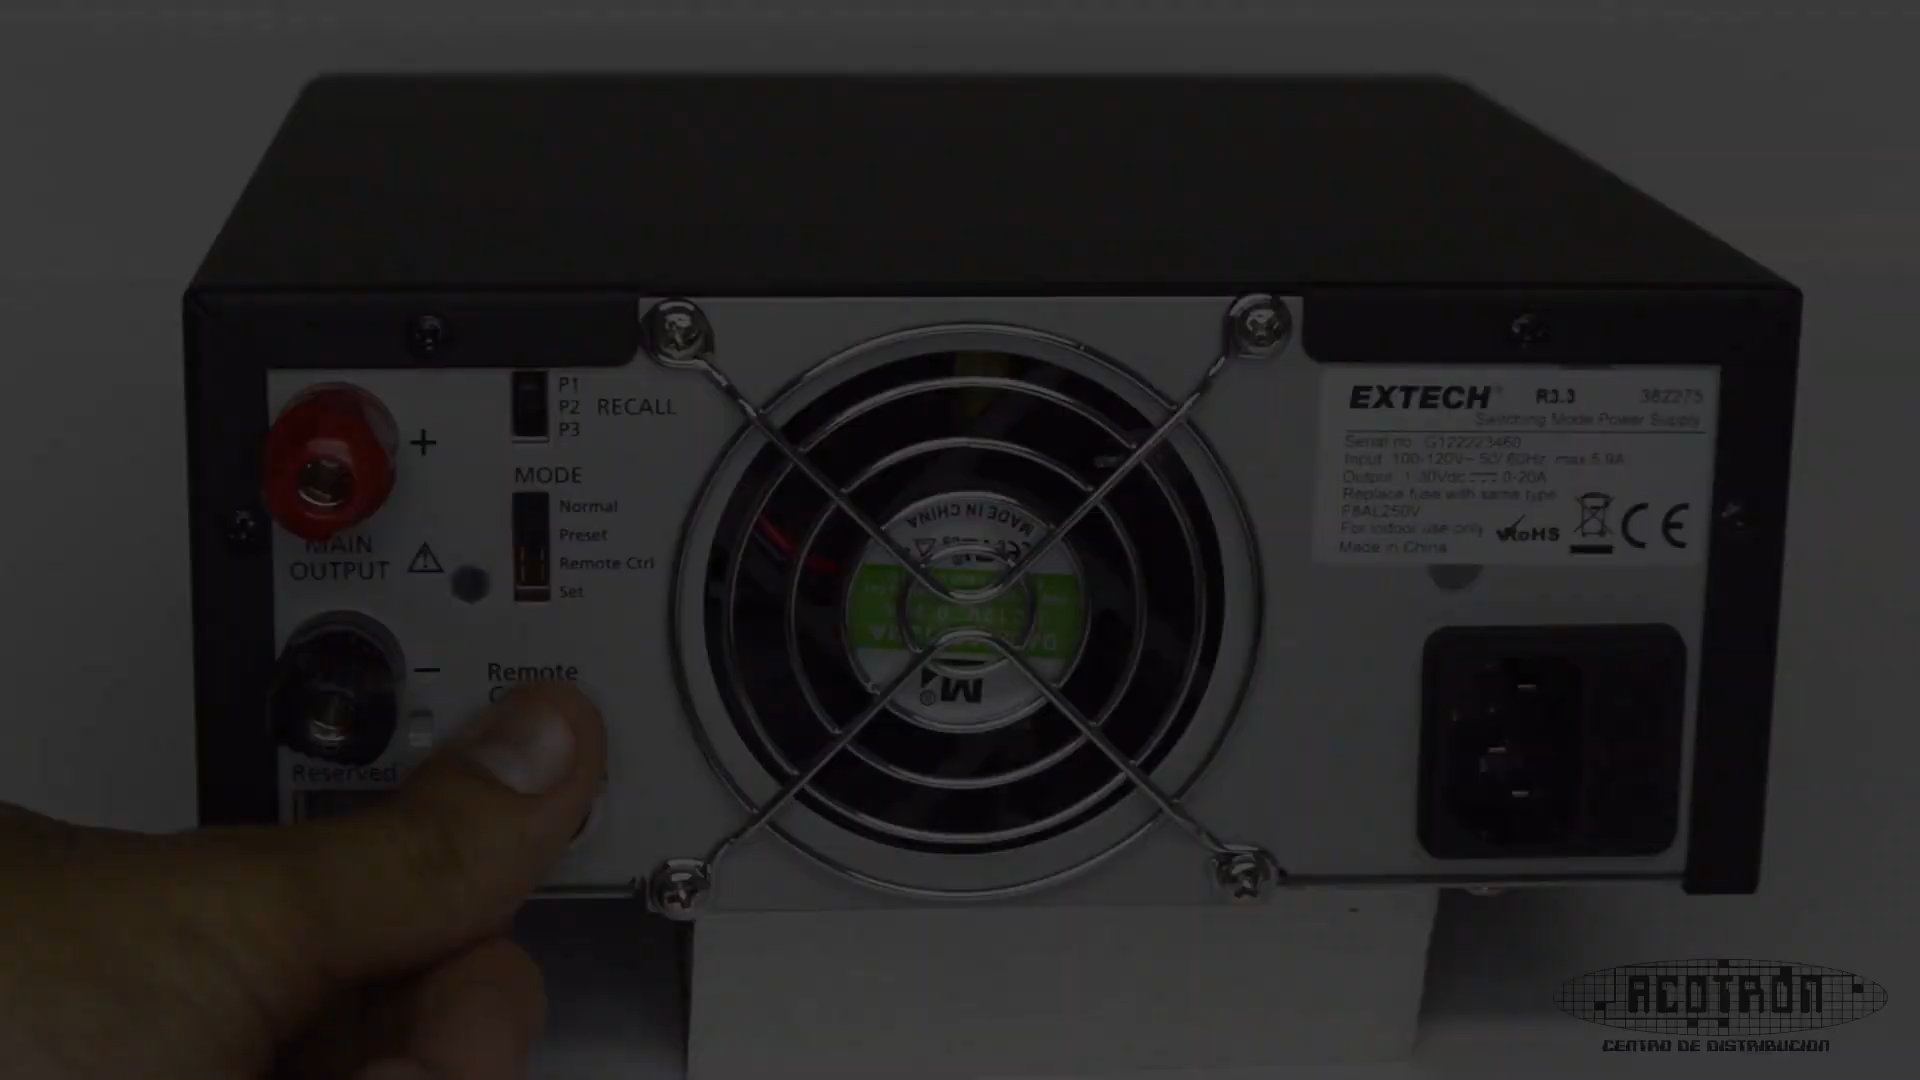 P1
P2 RECALL
P3
+
MODE
Normal
Preset
Remote Ctrl
Set
MAIN
OUTPUT
−
Remote
Reserved
MADE IN CHINA
EXTECH® R3.3 382275
Switching Mode Power Supply
Serial no. G122223460
Input: 100-120V~ 50/ 60Hz, max 5.9A
Output: 1-30Vdc 0-20A
Replace fuse with same type
F8AL250V
For indoor use only
RoHS CE
Made in China
ACOTRON
CENTRO DE DISTRIBUCION